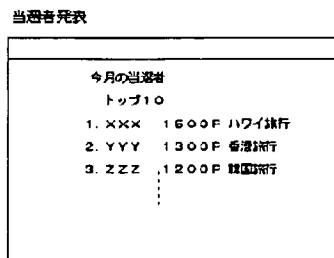 当選者発表
今月の当選者
トップ10
1. XXX 1600P ハワイ旅行
2. YYY 1300P 香港旅行
3. ZZZ 1200P 韓国旅行